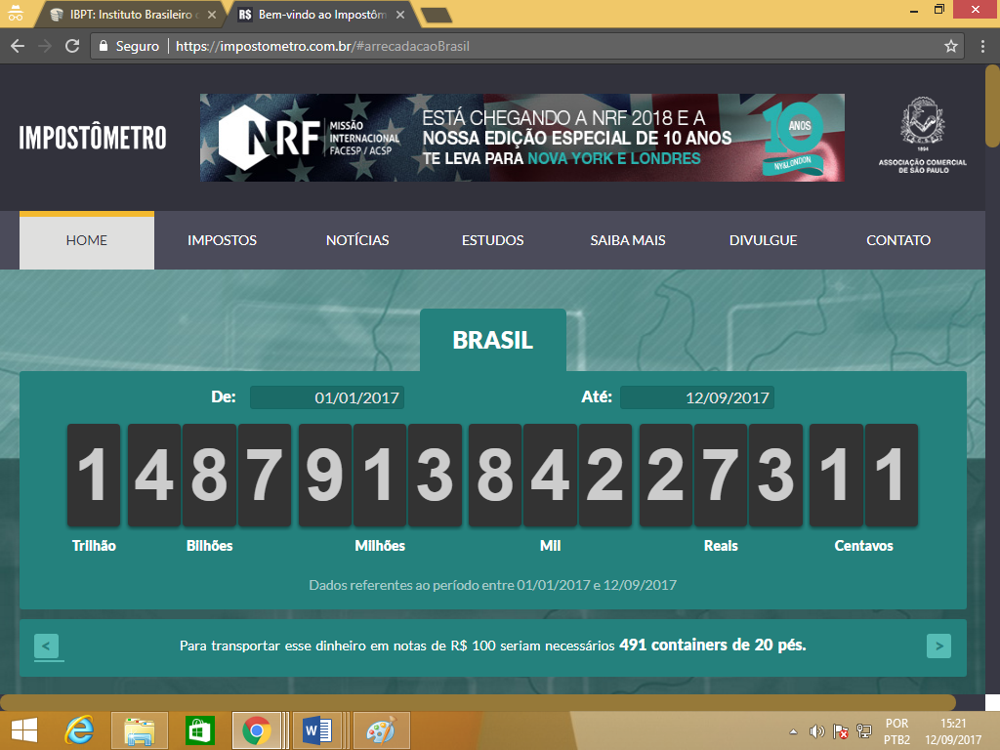 IBPT: Instituto Brasileiro d
R$ Bem-vindo ao Impostôm
Seguro https://impostometro.com.br/#arrecadacaoBrasil
IMPOSTÔMETRO
NRF MISSÃO INTERNACIONAL FACESP / ACSP
ESTÁ CHEGANDO A NRF 2018 E A
NOSSA EDIÇÃO ESPECIAL DE 10 ANOS
TE LEVA PARA NOVA YORK E LONDRES
10 ANOS
NY&LONDON
1894
ASSOCIAÇÃO COMERCIAL
DE SÃO PAULO
HOME IMPOSTOS NOTÍCIAS ESTUDOS SAIBA MAIS DIVULGUE CONTATO
BRASIL
De: 01/01/2017 Até: 12/09/2017
1 487 913 842 273 11
Trilhão Bilhões Milhões Mil Reais Centavos
Dados referentes ao período entre 01/01/2017 e 12/09/2017
< Para transportar esse dinheiro em notas de R$ 100 seriam necessários 491 containers de 20 pés. >
POR 15:21
PTB2 12/09/2017